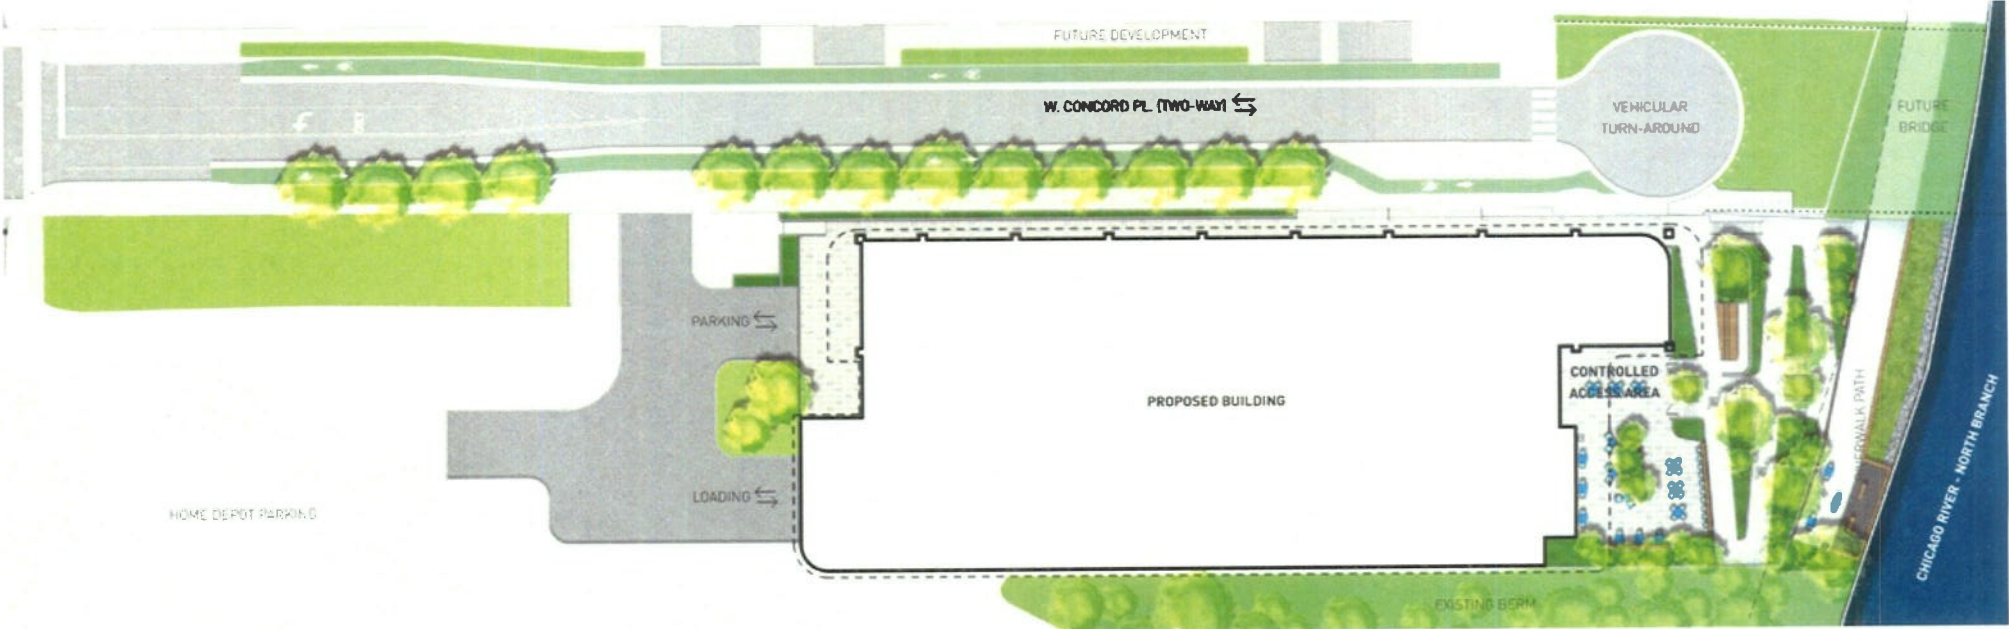 FUTURE DEVELOPMENT
W. CONCORD PL. (TWO-WAY)
VEHICULAR
TURN-AROUND
FUTURE
BRIDGE
PARKING
CONTROLLED
ACCESS AREA
PROPOSED BUILDING
LOADING
HOME DEPOT PARKING
PATH
CHICAGO RIVER - NORTH BRANCH
EXISTING BERM